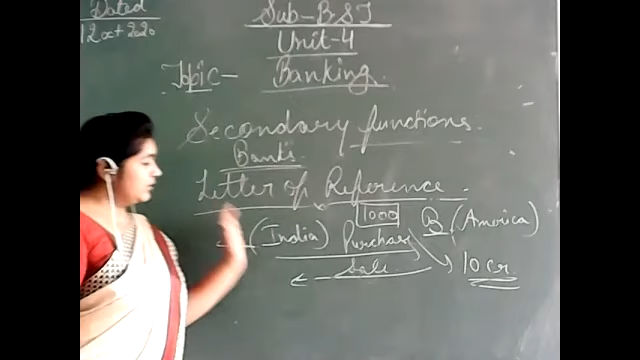 Dated
12 Oct 2020
Sub-BST
Unit-4
Topic- Banking
Secondary functions.
Banks
Letter of Reference.
1000
(India) Purchase B (America)
Sale 10 Cr.